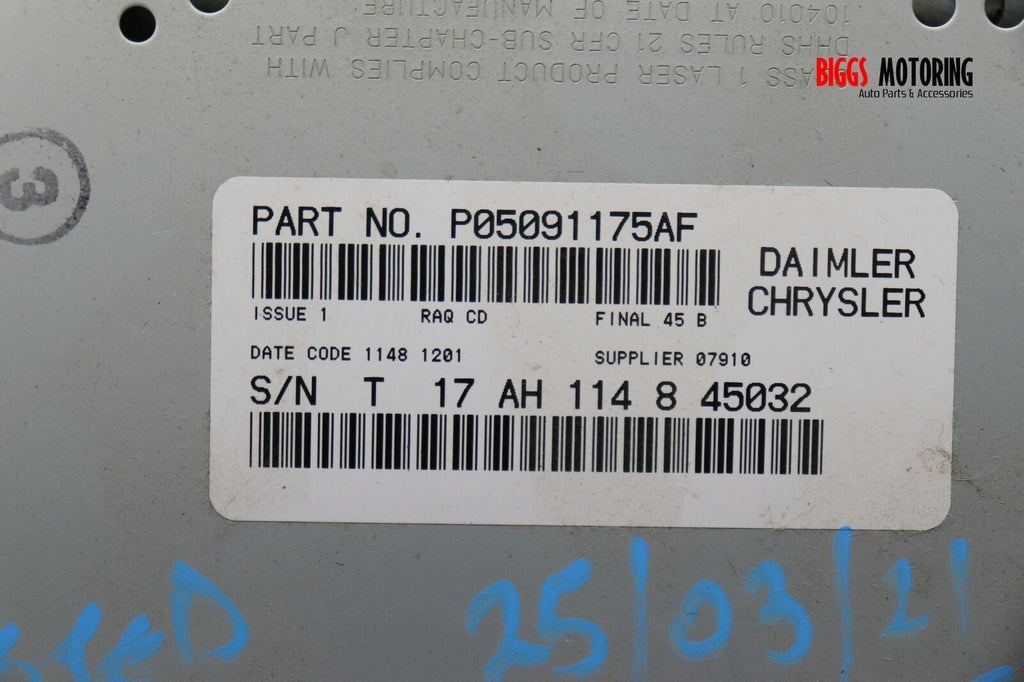 104010 AT DATE OF MANUFACTURE.
DHHS RULES 21 CFR SUB-CHAPTER J PART
1 LASER PRODUCT COMPLIES WITH
BIGGS MOTORING
Auto Parts & Accessories
3
PART NO. P05091175AF
DAIMLER
CHRYSLER
ISSUE 1 RAQ CD FINAL 45 B
DATE CODE 1148 1201 SUPPLIER 07910
S/N T 17 AH 114 8 45032
25/03/21